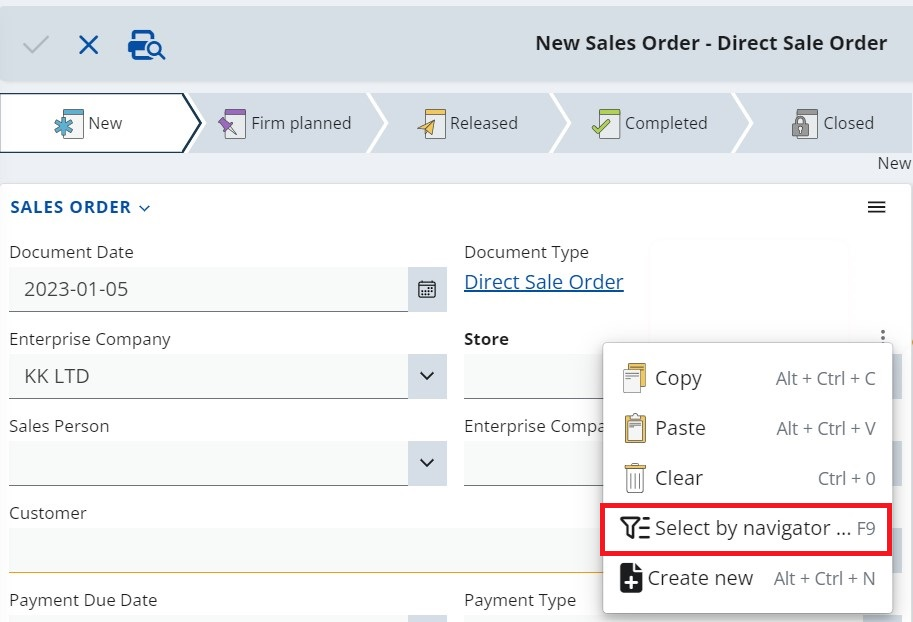 New Sales Order - Direct Sale Order
New
Firm planned
Released
Completed
Closed
New
SALES ORDER
Document Date
Document Type
2023-01-05
Direct Sale Order
Enterprise Company
Store
KK LTD
Copy Alt + Ctrl + C
Sales Person
Enterprise Compa
Paste Alt + Ctrl + V
Clear Ctrl + 0
Customer
Select by navigator ... F9
Create new Alt + Ctrl + N
Payment Due Date
Payment Type